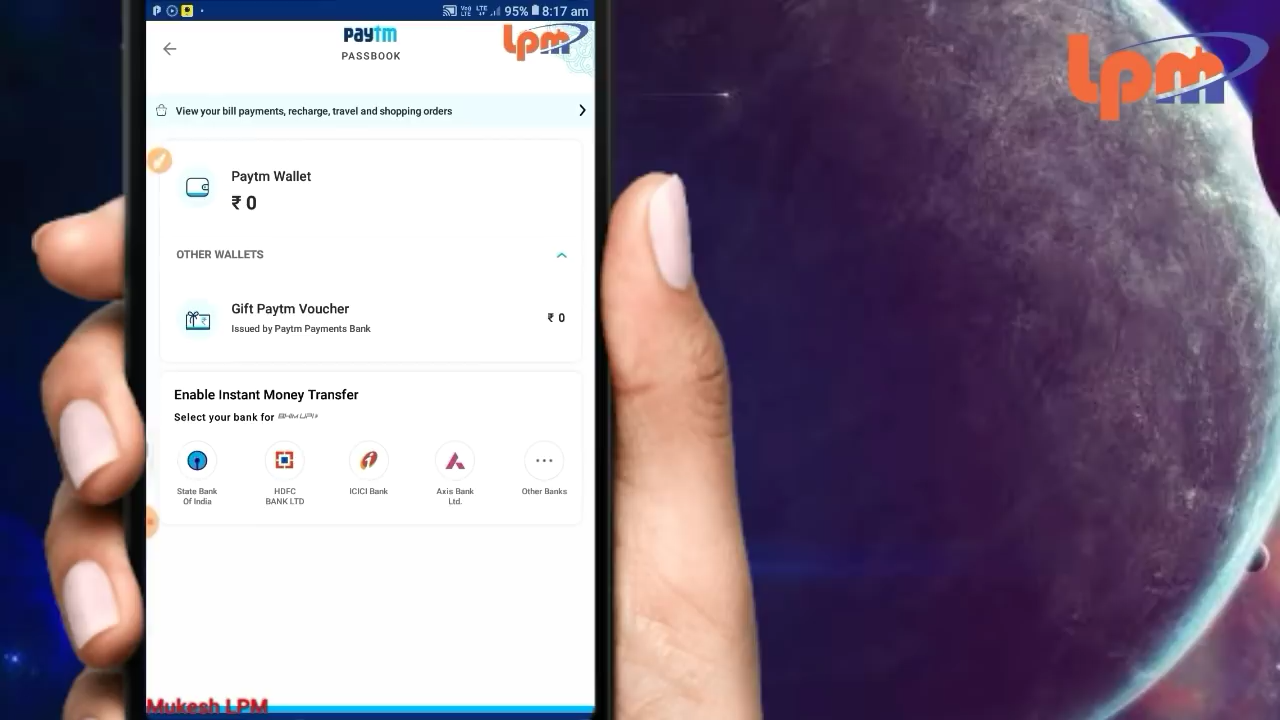 95% 8:17 am
paytm
PASSBOOK
lpm
lpm
View your bill payments, recharge, travel and shopping orders
Paytm Wallet
₹ 0
OTHER WALLETS
Gift Paytm Voucher
₹ 0
Issued by Paytm Payments Bank
Enable Instant Money Transfer
Select your bank for BHIM UPI
State Bank
Of India
HDFC
BANK LTD
ICICI Bank
Axis Bank
Ltd.
Other Banks
Mukesh LPM